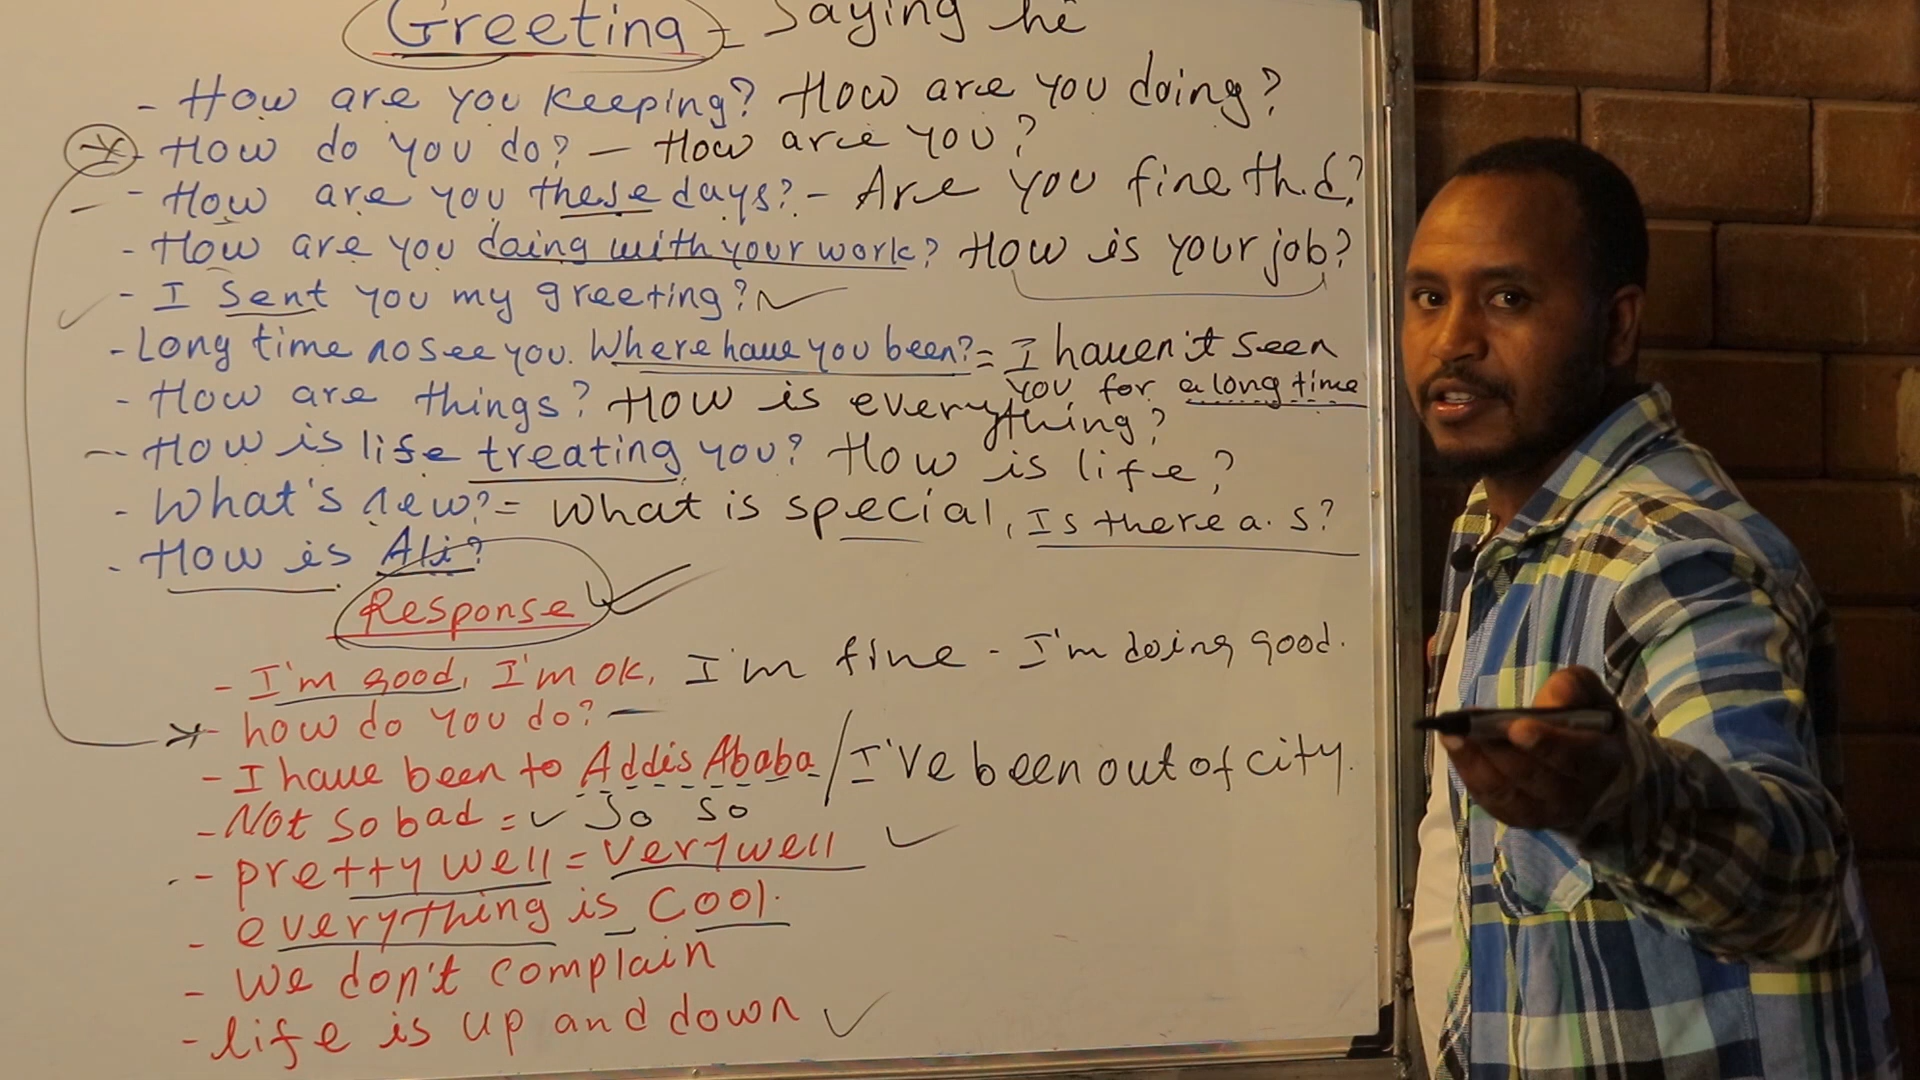 Greeting = Saying hi
- How are you keeping? How are you doing?
- How do you do? - How are you?
- How are you these days? - Are you fine th.d?
- How are you doing with your work? How is your job?
- I sent you my greeting?
- Long time no see you. Where have you been? = I haven't seen
you for a long time
- How are things? How is everything?
- How is life treating you? How is life?
- What's new? = What is special, Is there a. s?
- How is Ali?
Response
- I'm good, I'm ok, I'm fine - I'm doing good.
- how do you do? -
- I have been to Addis Ababa / I've been out of city.
- Not so bad = So so
- pretty well = very well
- everything is cool.
- we don't complain
- life is up and down